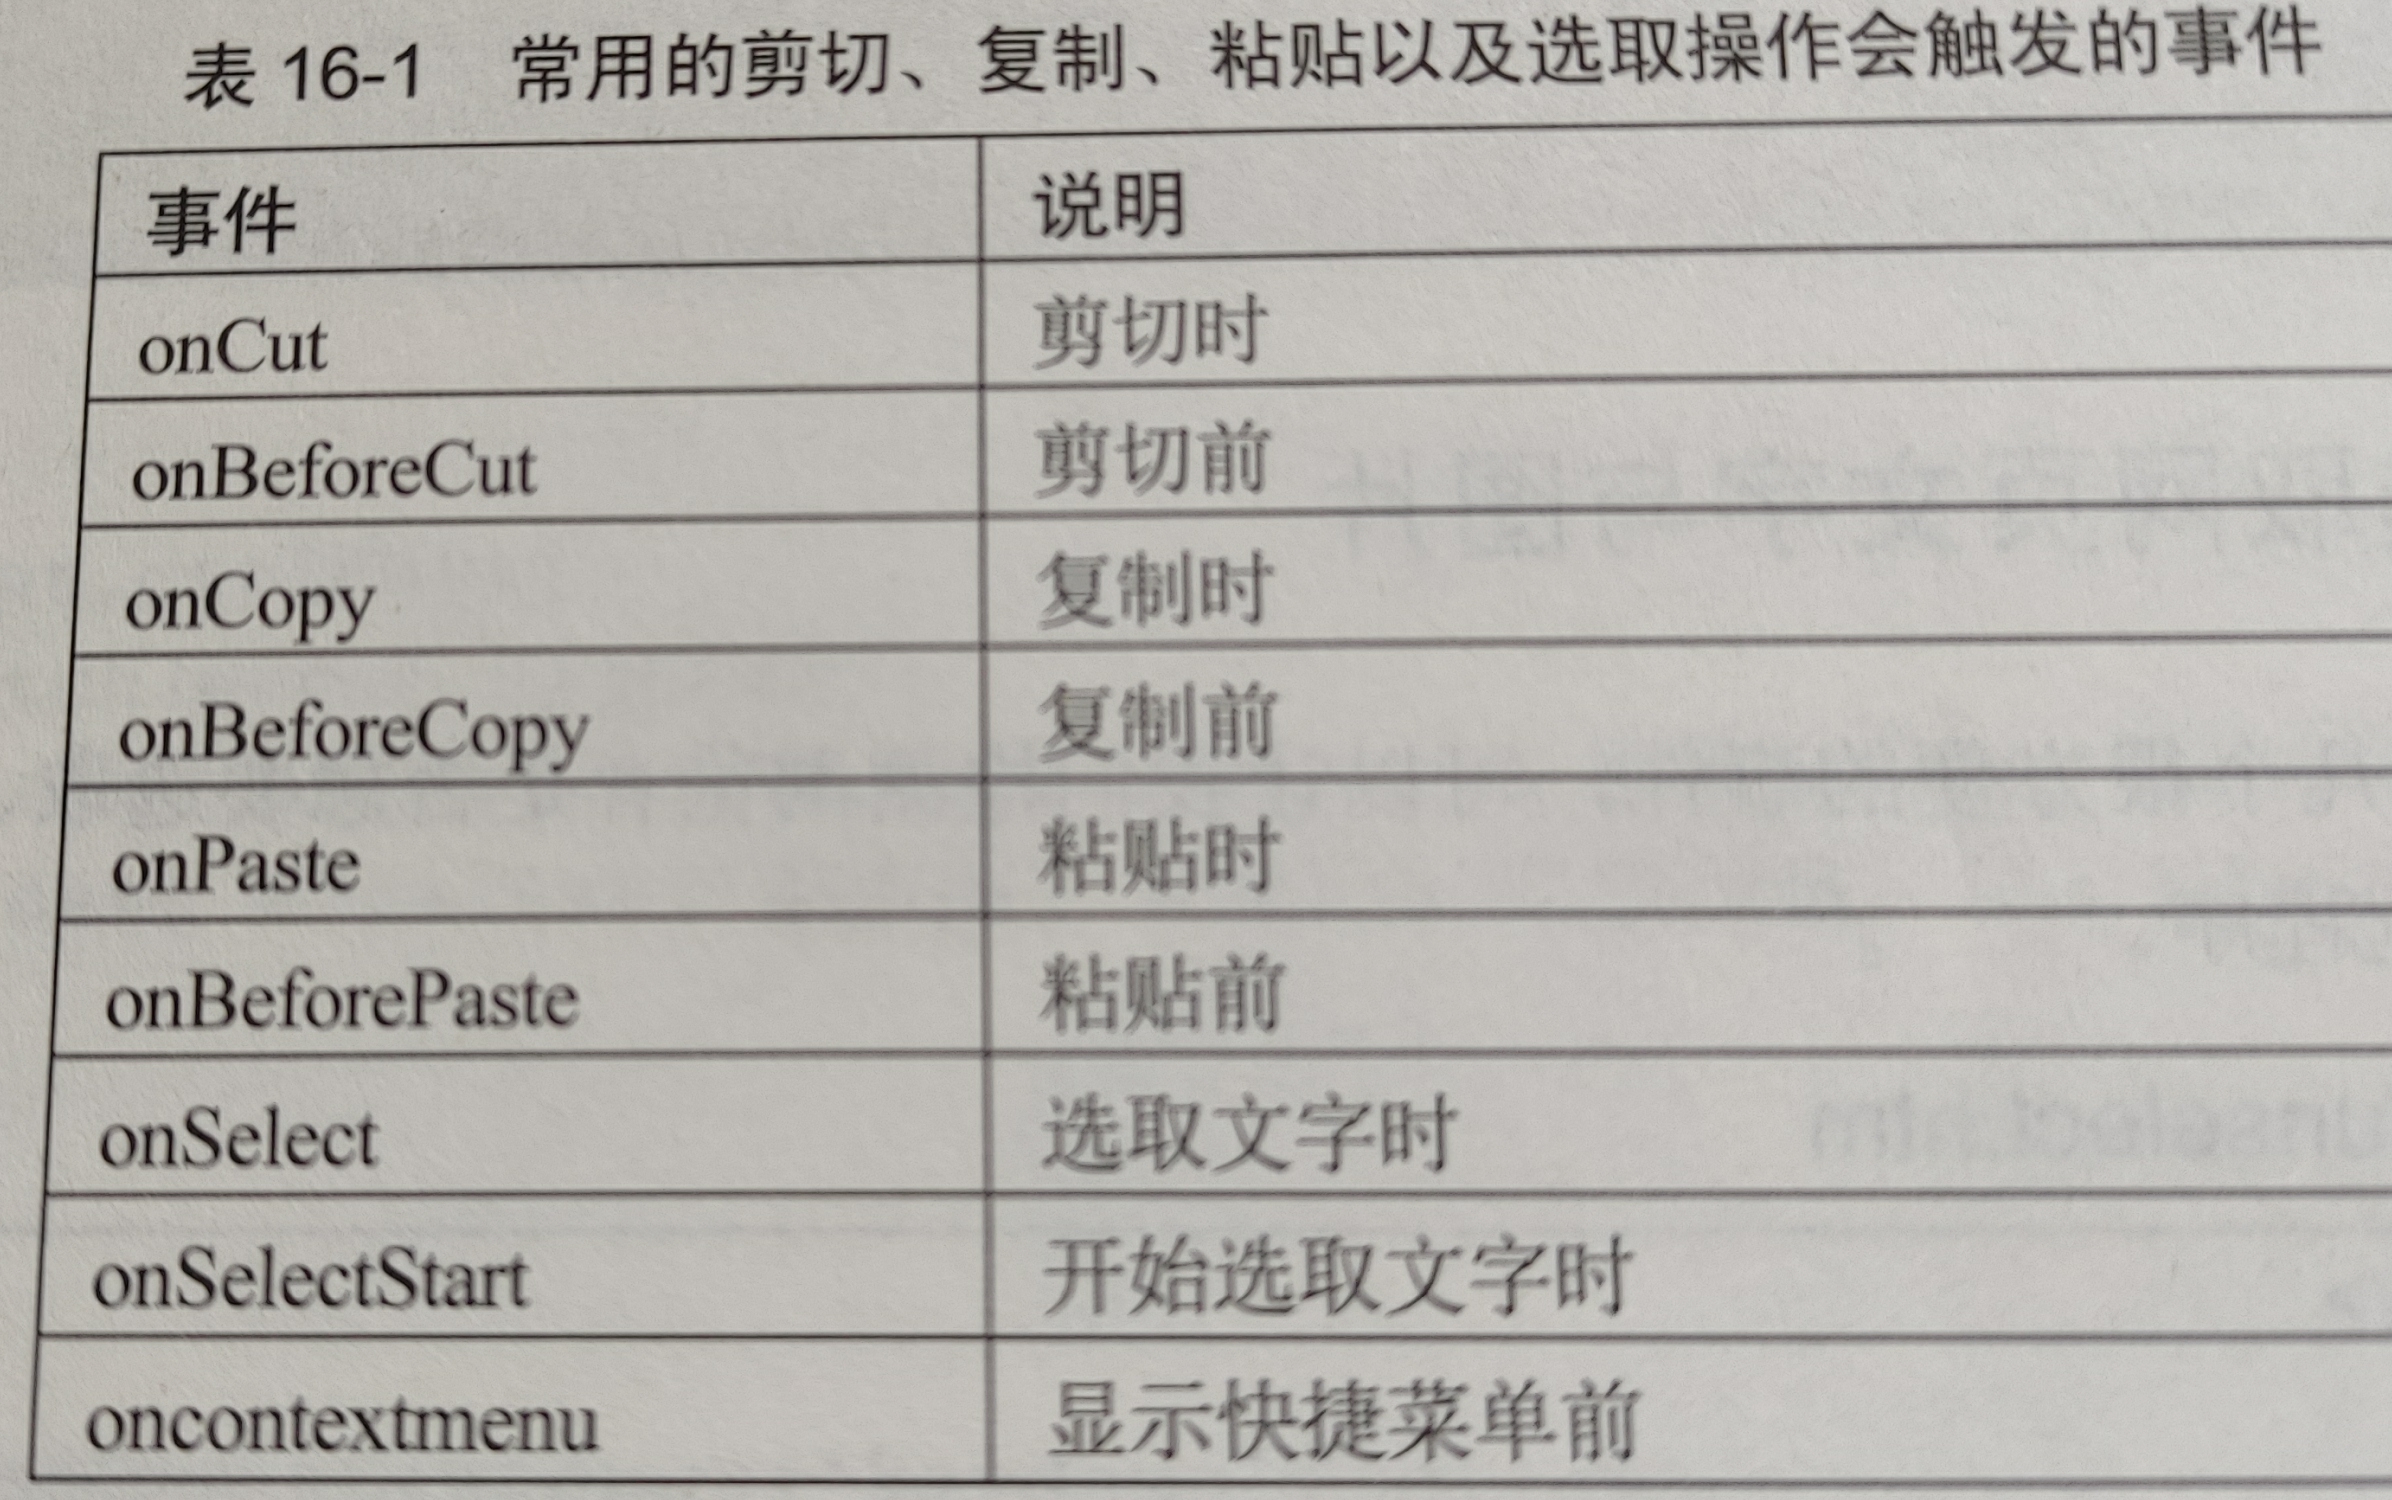 表 16-1 常用的剪切、复制、粘贴以及选取操作会触发的事件
事件 说明
onCut 剪切时
onBeforeCut 剪切前
onCopy 复制时
onBeforeCopy 复制前
onPaste 粘贴时
onBeforePaste 粘贴前
onSelect 选取文字时
onSelectStart 开始选取文字时
oncontextmenu 显示快捷菜单前